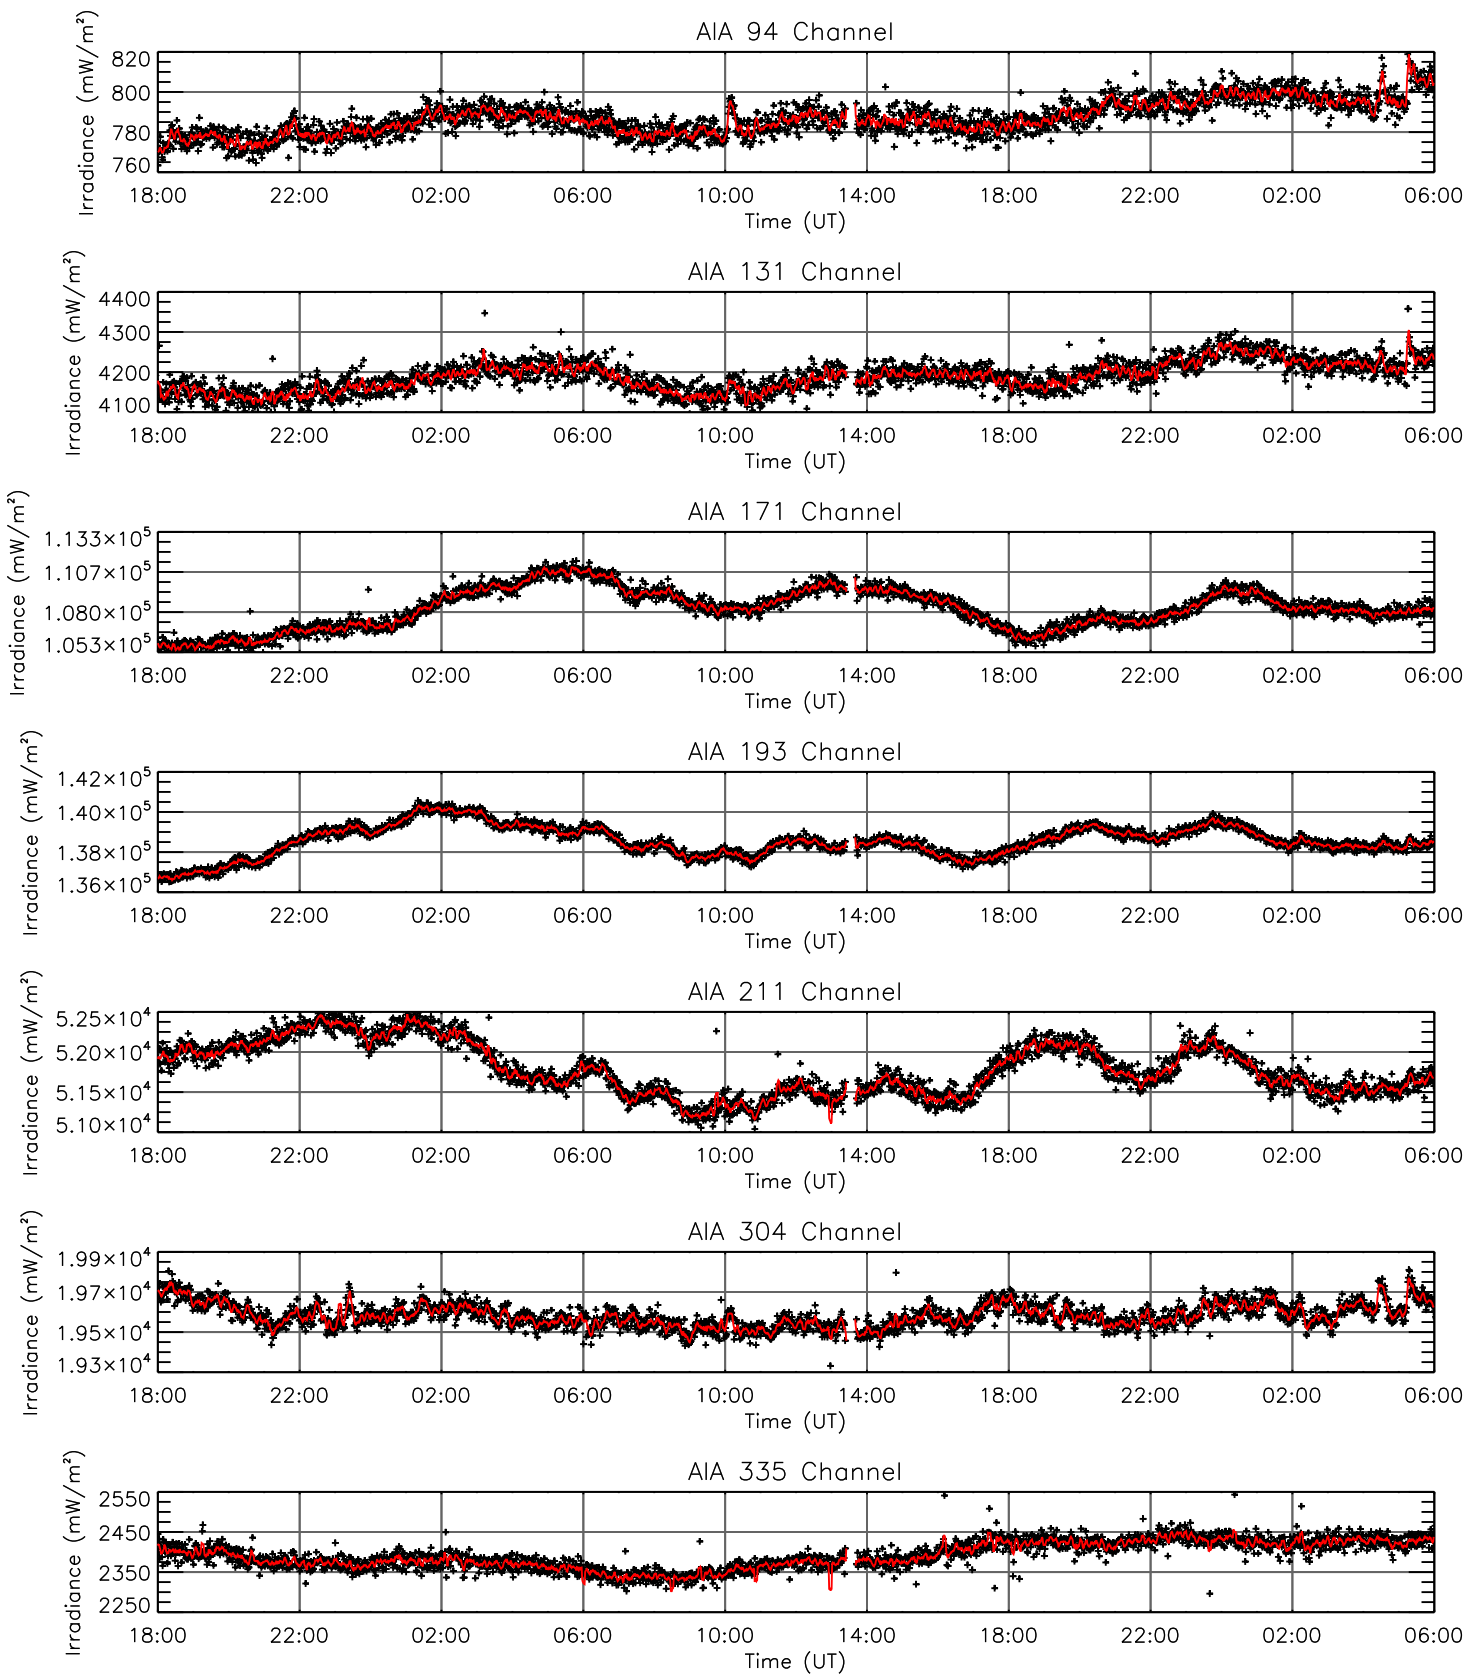 AIA 94 Channel
Irradiance (mW/m²)
820
800
780
760
18:00 22:00 02:00 06:00 10:00 14:00 18:00 22:00 02:00 06:00
Time (UT)
AIA 131 Channel
Irradiance (mW/m²)
4400
4300
4200
4100
18:00 22:00 02:00 06:00 10:00 14:00 18:00 22:00 02:00 06:00
Time (UT)
AIA 171 Channel
Irradiance (mW/m²)
1.133×10⁵
1.107×10⁵
1.080×10⁵
1.053×10⁵
18:00 22:00 02:00 06:00 10:00 14:00 18:00 22:00 02:00 06:00
Time (UT)
AIA 193 Channel
Irradiance (mW/m²)
1.42×10⁵
1.40×10⁵
1.38×10⁵
1.36×10⁵
18:00 22:00 02:00 06:00 10:00 14:00 18:00 22:00 02:00 06:00
Time (UT)
AIA 211 Channel
Irradiance (mW/m²)
5.25×10⁴
5.20×10⁴
5.15×10⁴
5.10×10⁴
18:00 22:00 02:00 06:00 10:00 14:00 18:00 22:00 02:00 06:00
Time (UT)
AIA 304 Channel
Irradiance (mW/m²)
1.99×10⁴
1.97×10⁴
1.95×10⁴
1.93×10⁴
18:00 22:00 02:00 06:00 10:00 14:00 18:00 22:00 02:00 06:00
Time (UT)
AIA 335 Channel
Irradiance (mW/m²)
2550
2450
2350
2250
18:00 22:00 02:00 06:00 10:00 14:00 18:00 22:00 02:00 06:00
Time (UT)